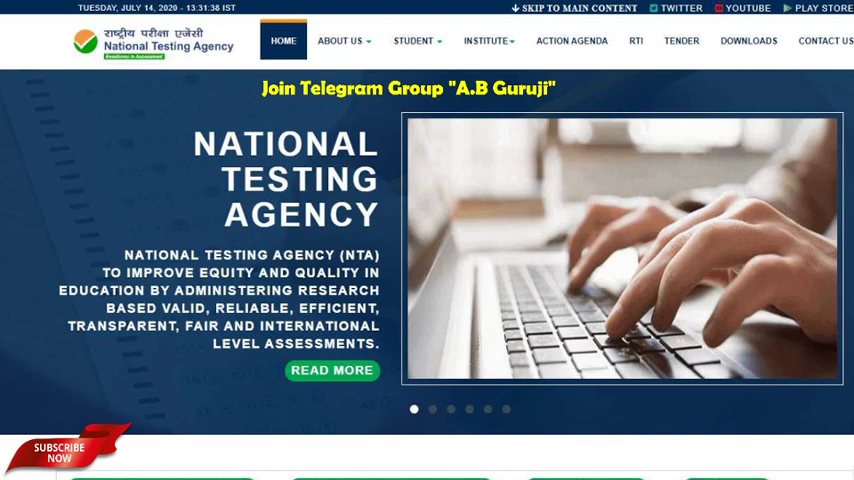 TUESDAY, JULY 14, 2020 - 13:31:38 IST
SKIP TO MAIN CONTENT TWITTER YOUTUBE PLAY STORE
राष्ट्रीय परीक्षा एजेंसी
National Testing Agency
Excellence in Assessment
HOME ABOUT US STUDENT INSTITUTE ACTION AGENDA RTI TENDER DOWNLOADS CONTACT US
Join Telegram Group "A.B Guruji"
NATIONAL
TESTING
AGENCY
NATIONAL TESTING AGENCY (NTA)
TO IMPROVE EQUITY AND QUALITY IN
EDUCATION BY ADMINISTERING RESEARCH
BASED VALID, RELIABLE, EFFICIENT,
TRANSPARENT, FAIR AND INTERNATIONAL
LEVEL ASSESSMENTS.
READ MORE
SUBSCRIBE
NOW